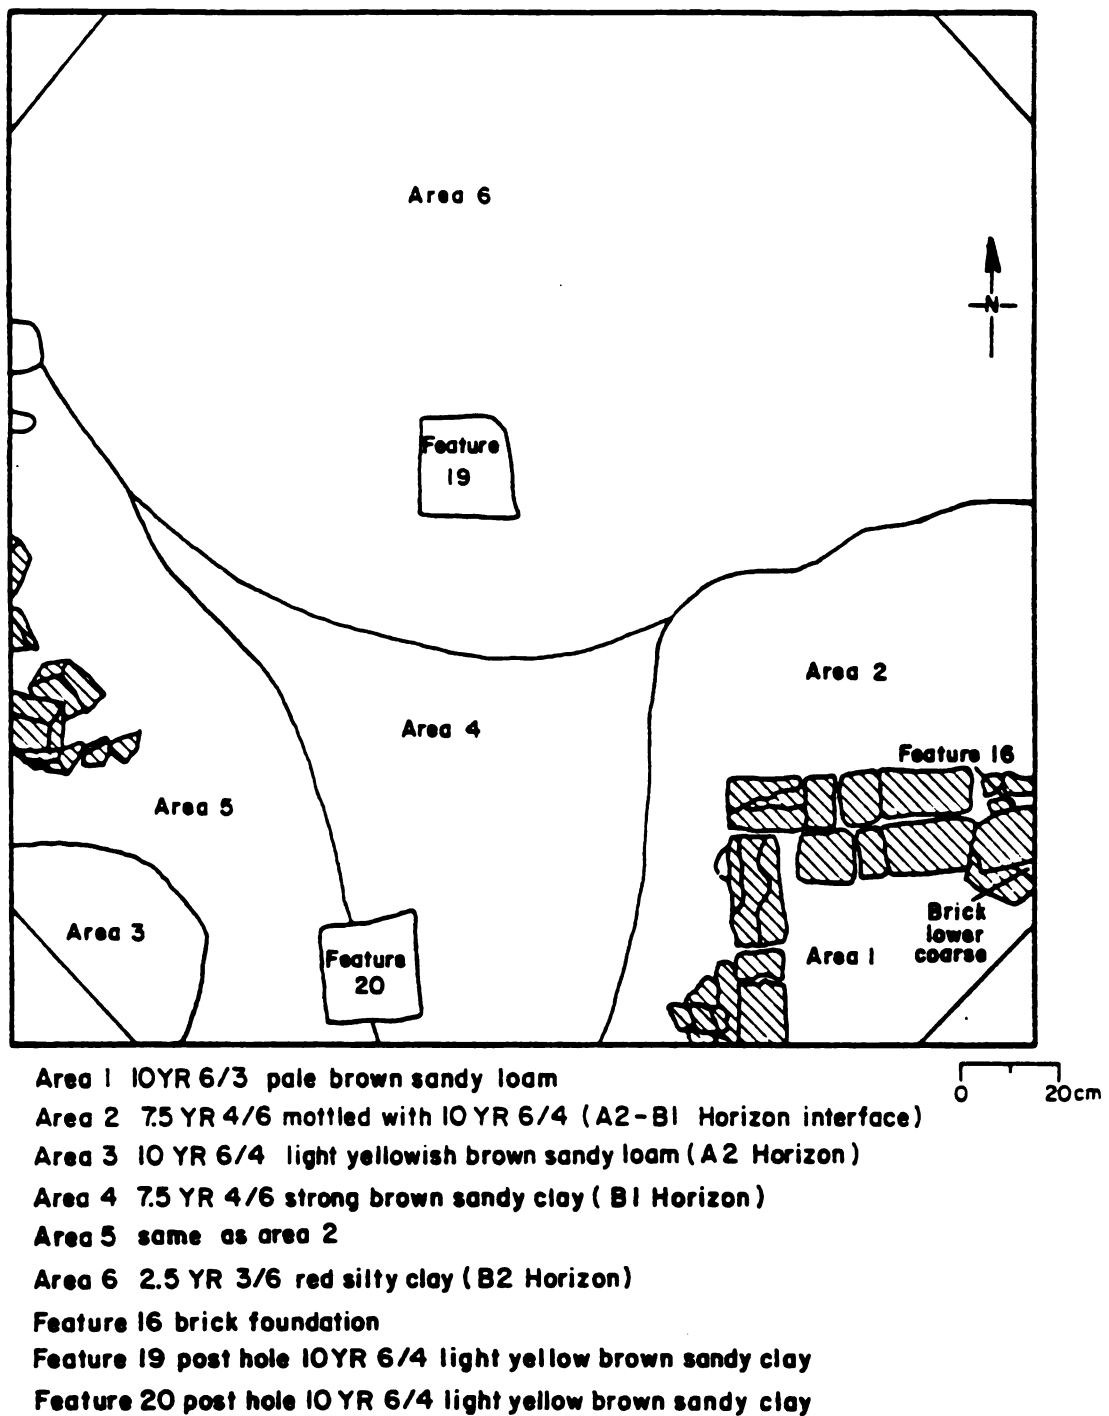 Area 6
N
Feature
19
Area 2
Area 4
Feature 16
Area 5
Brick
lower
coarse
Area 3
Area 1
Feature
20
Area 1 10YR 6/3 pale brown sandy loam
0 20cm
Area 2 7.5 YR 4/6 mottled with 10 YR 6/4 (A2-B1 Horizon interface)
Area 3 10 YR 6/4 light yellowish brown sandy loam (A2 Horizon)
Area 4 7.5 YR 4/6 strong brown sandy clay (B1 Horizon)
Area 5 same as area 2
Area 6 2.5 YR 3/6 red silty clay (B2 Horizon)
Feature 16 brick foundation
Feature 19 post hole 10YR 6/4 light yellow brown sandy clay
Feature 20 post hole 10 YR 6/4 light yellow brown sandy clay